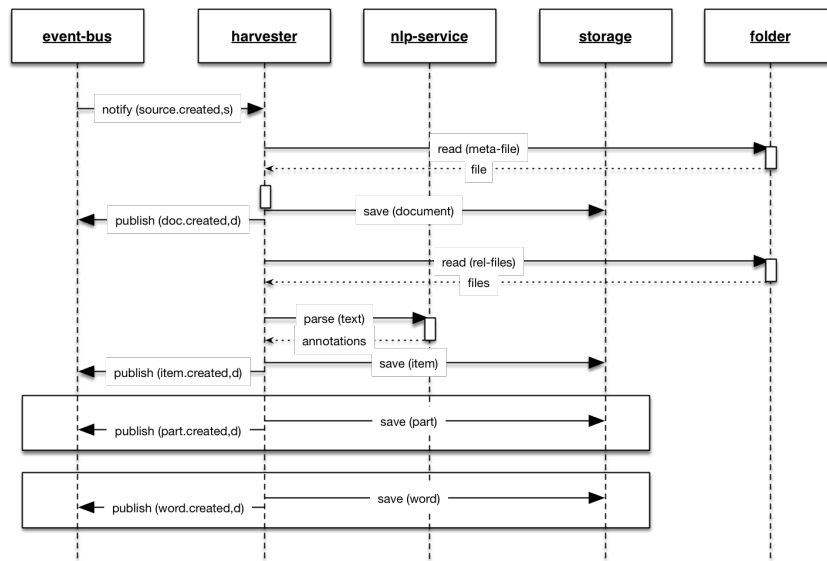 event-bus
harvester
nlp-service
storage
folder
notify (source.created,s)
read (meta-file)
file
save (document)
publish (doc.created,d)
read (rel-files)
files
parse (text)
annotations
save (item)
publish (item.created,d)
save (part)
publish (part.created,d)
save (word)
publish (word.created,d)